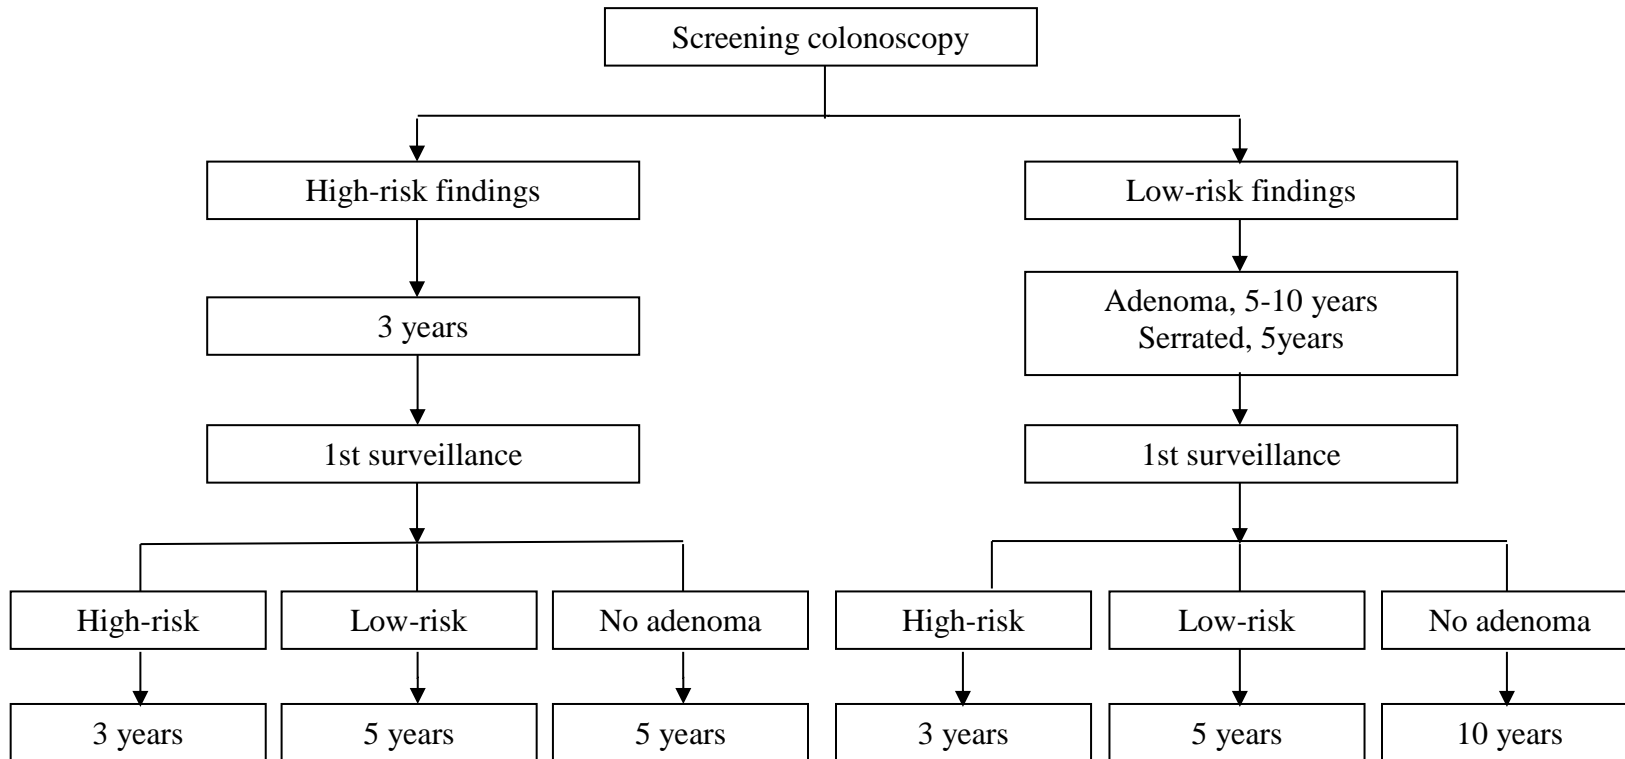 Screening colonoscopy
High-risk findings
Low-risk findings
3 years
Adenoma, 5-10 years
Serrated, 5years
1st surveillance
1st surveillance
High-risk
Low-risk
No adenoma
High-risk
Low-risk
No adenoma
3 years
5 years
5 years
3 years
5 years
10 years